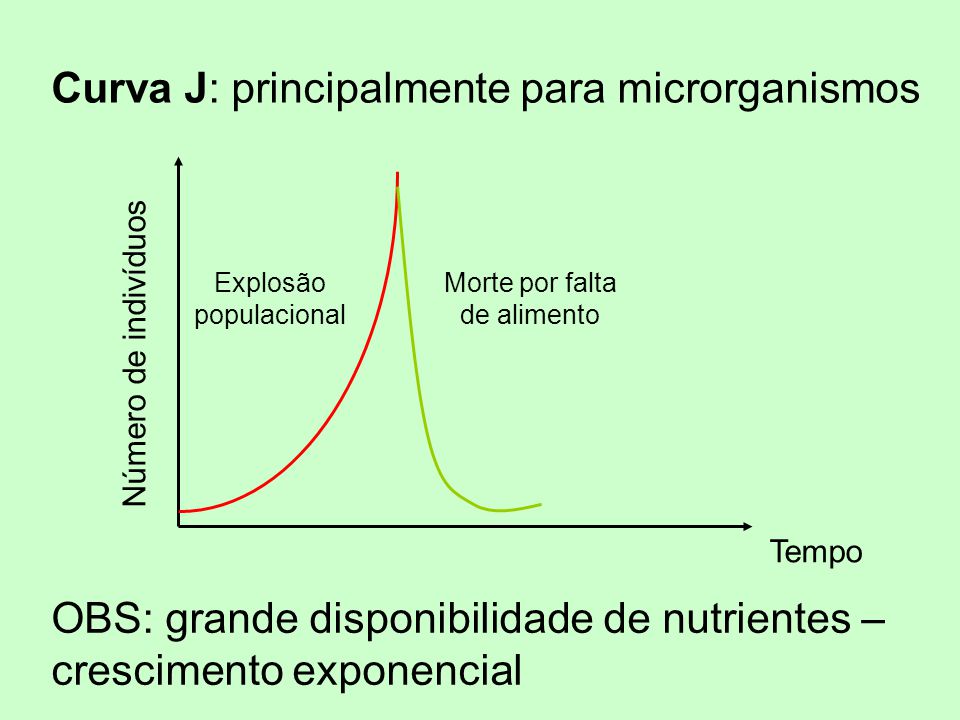 Curva J: principalmente para microrganismos
Número de indivíduos
Explosão
populacional
Morte por falta
de alimento
Tempo
OBS: grande disponibilidade de nutrientes –
crescimento exponencial